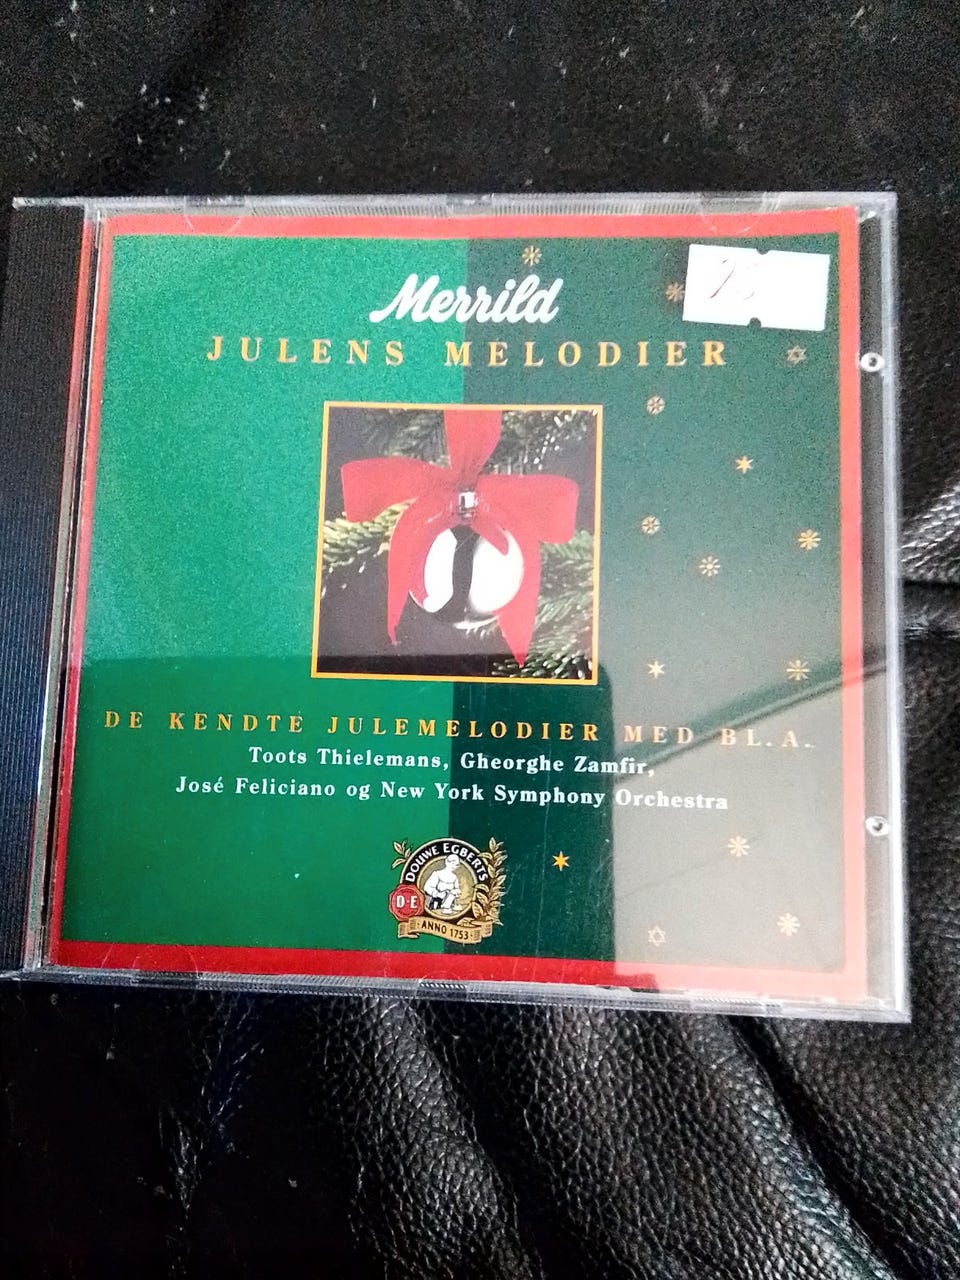 Merrild
JULENS MELODIER
DE KENDTE JULEMELODIER MED BL.A.
Toots Thielemans, Gheorghe Zamfir,
José Feliciano og New York Symphony Orchestra
DOUWE EGBERTS
D·E
ANNO 1753